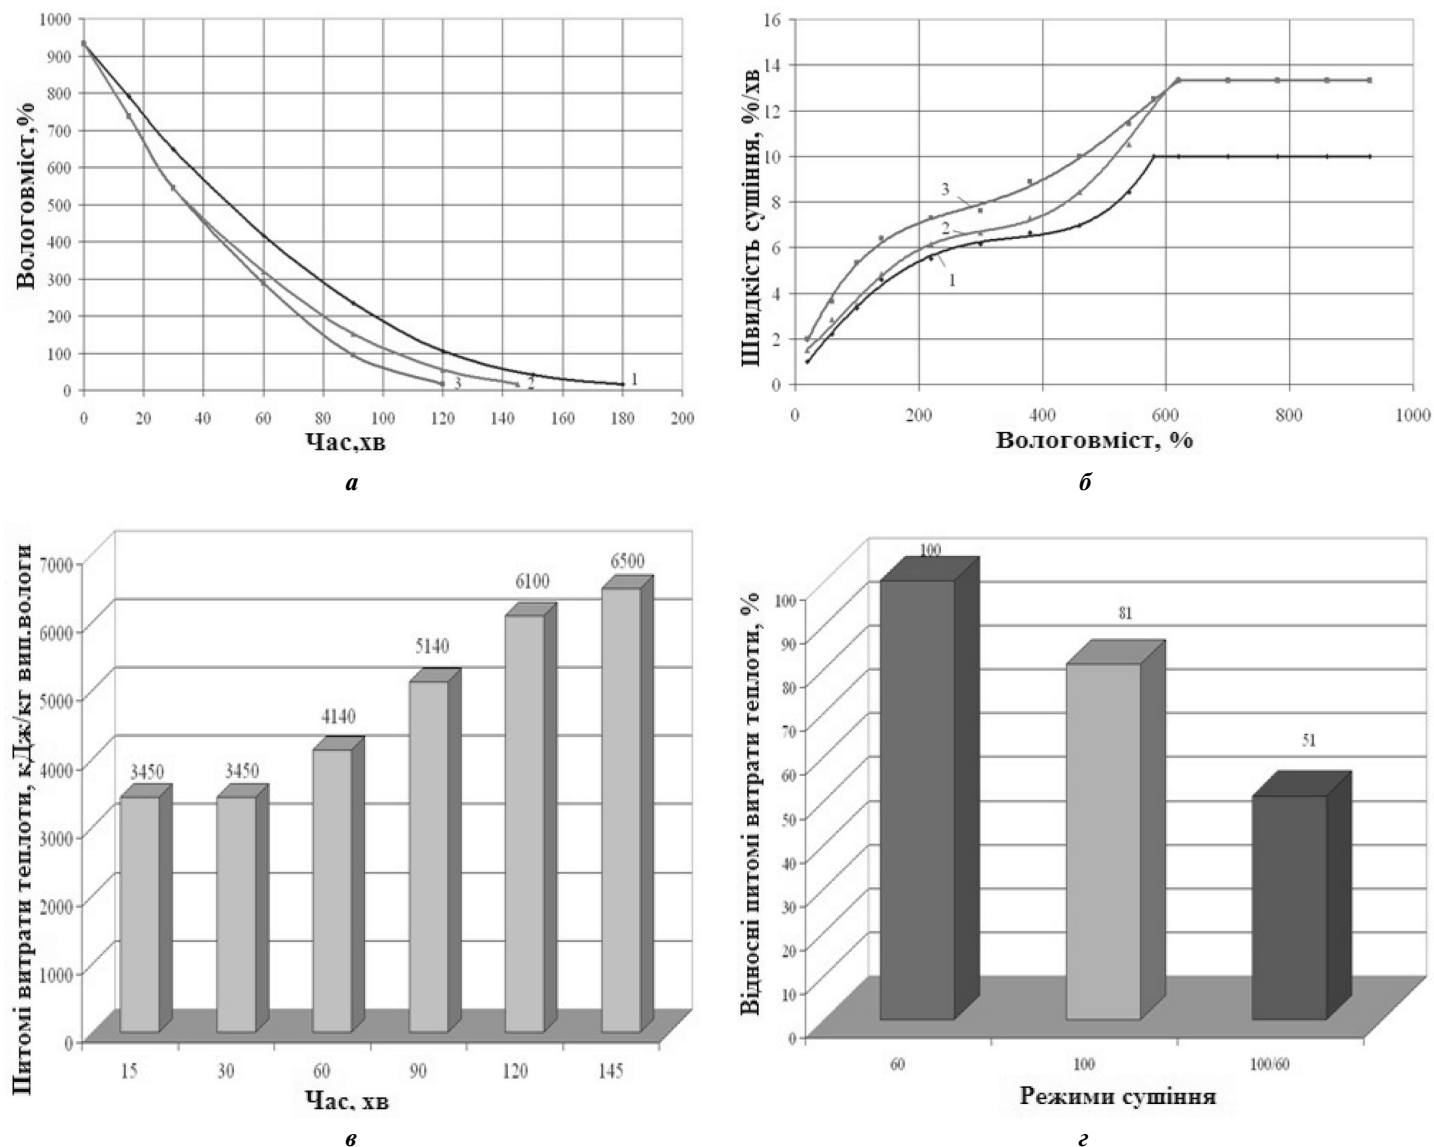 Вологовміст,%
1000
900
800
700
600
500
400
300
200
100
0
3
2
1
0 20 40 60 80 100 120 140 160 180 200
Час,хв
а
Швидкість сушіння, %/хв
16
14
12
10
8
6
4
2
0
3
2
1
0 200 400 600 800 1000
Вологовміст, %
б
Питомі витрати теплоти, кДж/кг вип.вологи
7000
6000
5000
4000
3000
2000
1000
0
3450 3450 4140 5140 6100 6500
15 30 60 90 120 145
Час, хв
в
Відносні питомі витрати теплоти, %
100
90
80
70
60
50
40
30
20
10
0
100 81 51
60 100 100/60
Режими сушіння
г